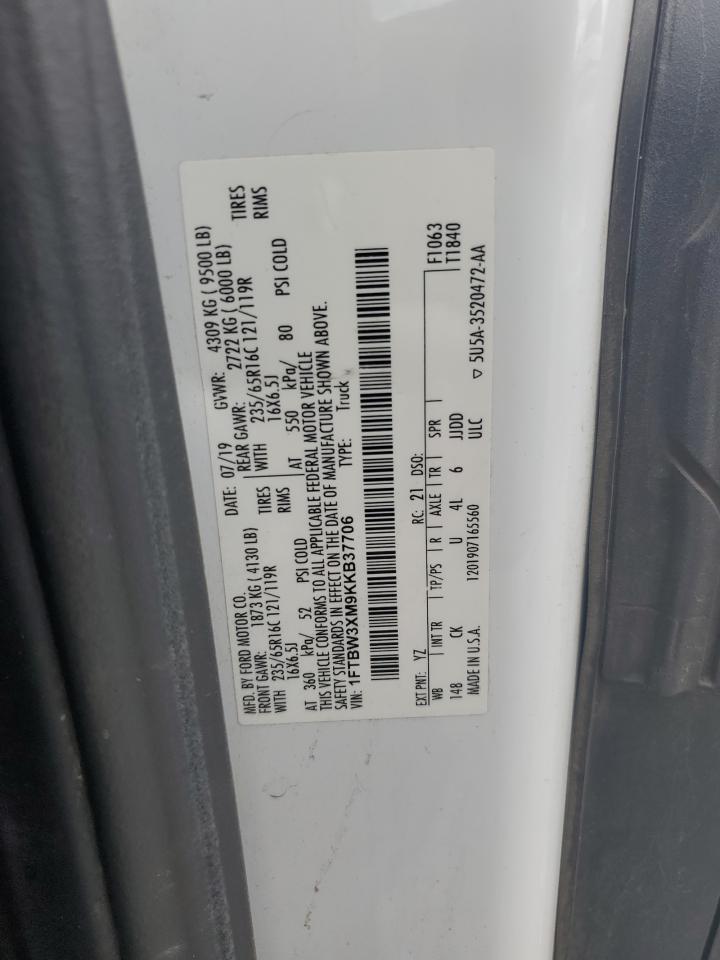 MFD. BY FORD MOTOR CO.
DATE: 07/19 GVWR: 4309 KG ( 9500 LB)
FRONT GAWR: 1873 KG ( 4130 LB) REAR GAWR: 2722 KG ( 6000 LB)
WITH 235/65R16C 121/119R TIRES WITH 235/65R16C 121/119R TIRES
16X6.5J RIMS 16X6.5J RIMS
AT 360 kPa/ 52 PSI COLD AT 550 kPa/ 80 PSI COLD
THIS VEHICLE CONFORMS TO ALL APPLICABLE FEDERAL MOTOR VEHICLE
SAFETY STANDARDS IN EFFECT ON THE DATE OF MANUFACTURE SHOWN ABOVE.
VIN: 1FTBW3XM9KKB37706 TYPE: Truck
EXT PNT: YZ RC: 21 DSO: F1063
WB INT TR TP/PS R AXLE TR SPR T1840
148 CK U 4L 6 JJDD
MADE IN U.S.A. 1201907165560 ULC ▽ 5U5A-3520472-AA